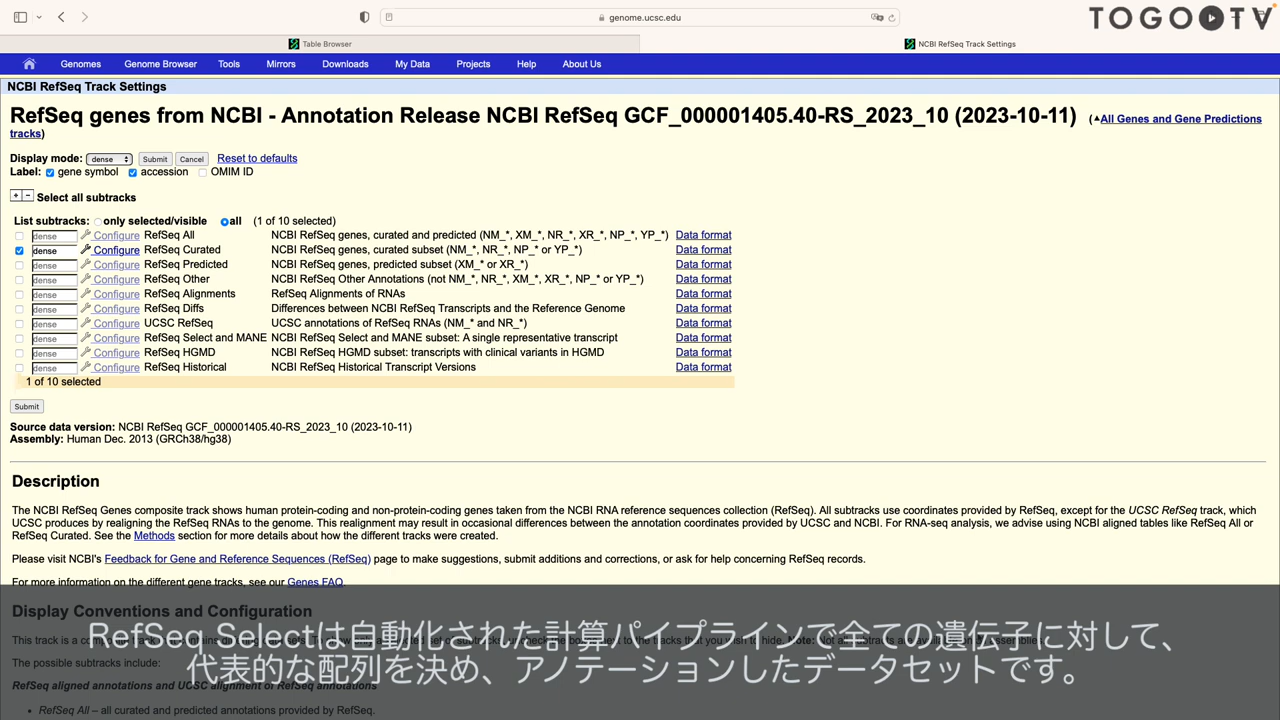 genome.ucsc.edu
TOGO TV
Table Browser
NCBI RefSeq Track Settings
Genomes Genome Browser Tools Mirrors Downloads My Data Projects Help About Us
NCBI RefSeq Track Settings
RefSeq genes from NCBI - Annotation Release NCBI RefSeq GCF_000001405.40-RS_2023_10 (2023-10-11) (▲All Genes and Gene Predictions
tracks)
Display mode: dense Submit Cancel Reset to defaults
Label: gene symbol accession OMIM ID
+ - Select all subtracks
List subtracks: only selected/visible all (1 of 10 selected)
dense Configure RefSeq All NCBI RefSeq genes, curated and predicted (NM_*, XM_*, NR_*, XR_*, NP_*, YP_*) Data format
dense Configure RefSeq Curated NCBI RefSeq genes, curated subset (NM_*, NR_*, NP_* or YP_*) Data format
dense Configure RefSeq Predicted NCBI RefSeq genes, predicted subset (XM_* or XR_*) Data format
dense Configure RefSeq Other NCBI RefSeq Other Annotations (not NM_*, NR_*, XM_*, XR_*, NP_* or YP_*) Data format
dense Configure RefSeq Alignments RefSeq Alignments of RNAs Data format
dense Configure RefSeq Diffs Differences between NCBI RefSeq Transcripts and the Reference Genome Data format
dense Configure UCSC RefSeq UCSC annotations of RefSeq RNAs (NM_* and NR_*) Data format
dense Configure RefSeq Select and MANE NCBI RefSeq Select and MANE subset: A single representative transcript Data format
dense Configure RefSeq HGMD NCBI RefSeq HGMD subset: transcripts with clinical variants in HGMD Data format
dense Configure RefSeq Historical NCBI RefSeq Historical Transcript Versions Data format
1 of 10 selected
Submit
Source data version: NCBI RefSeq GCF_000001405.40-RS_2023_10 (2023-10-11)
Assembly: Human Dec. 2013 (GRCh38/hg38)
Description
The NCBI RefSeq Genes composite track shows human protein-coding and non-protein-coding genes taken from the NCBI RNA reference sequences collection (RefSeq). All subtracks use coordinates provided by RefSeq, except for the UCSC RefSeq track, which
UCSC produces by realigning the RefSeq RNAs to the genome. This realignment may result in occasional differences between the annotation coordinates provided by UCSC and NCBI. For RNA-seq analysis, we advise using NCBI aligned tables like RefSeq All or
RefSeq Curated. See the Methods section for more details about how the different tracks were created.
Please visit NCBI's Feedback for Gene and Reference Sequences (RefSeq) page to make suggestions, submit additions and corrections, or ask for help concerning RefSeq records.
For more information on the different gene tracks, see our Genes FAQ.
Display Conventions and Configuration
RefSeq Selectは自動化された計算パイプラインで全ての遺伝子に対して、
The possible subtracks include:
代表的な配列を決め、アノテーションしたデータセットです。
RefSeq aligned annotations and UCSC alignment of RefSeq annotations
• RefSeq All – all curated and predicted annotations provided by RefSeq.